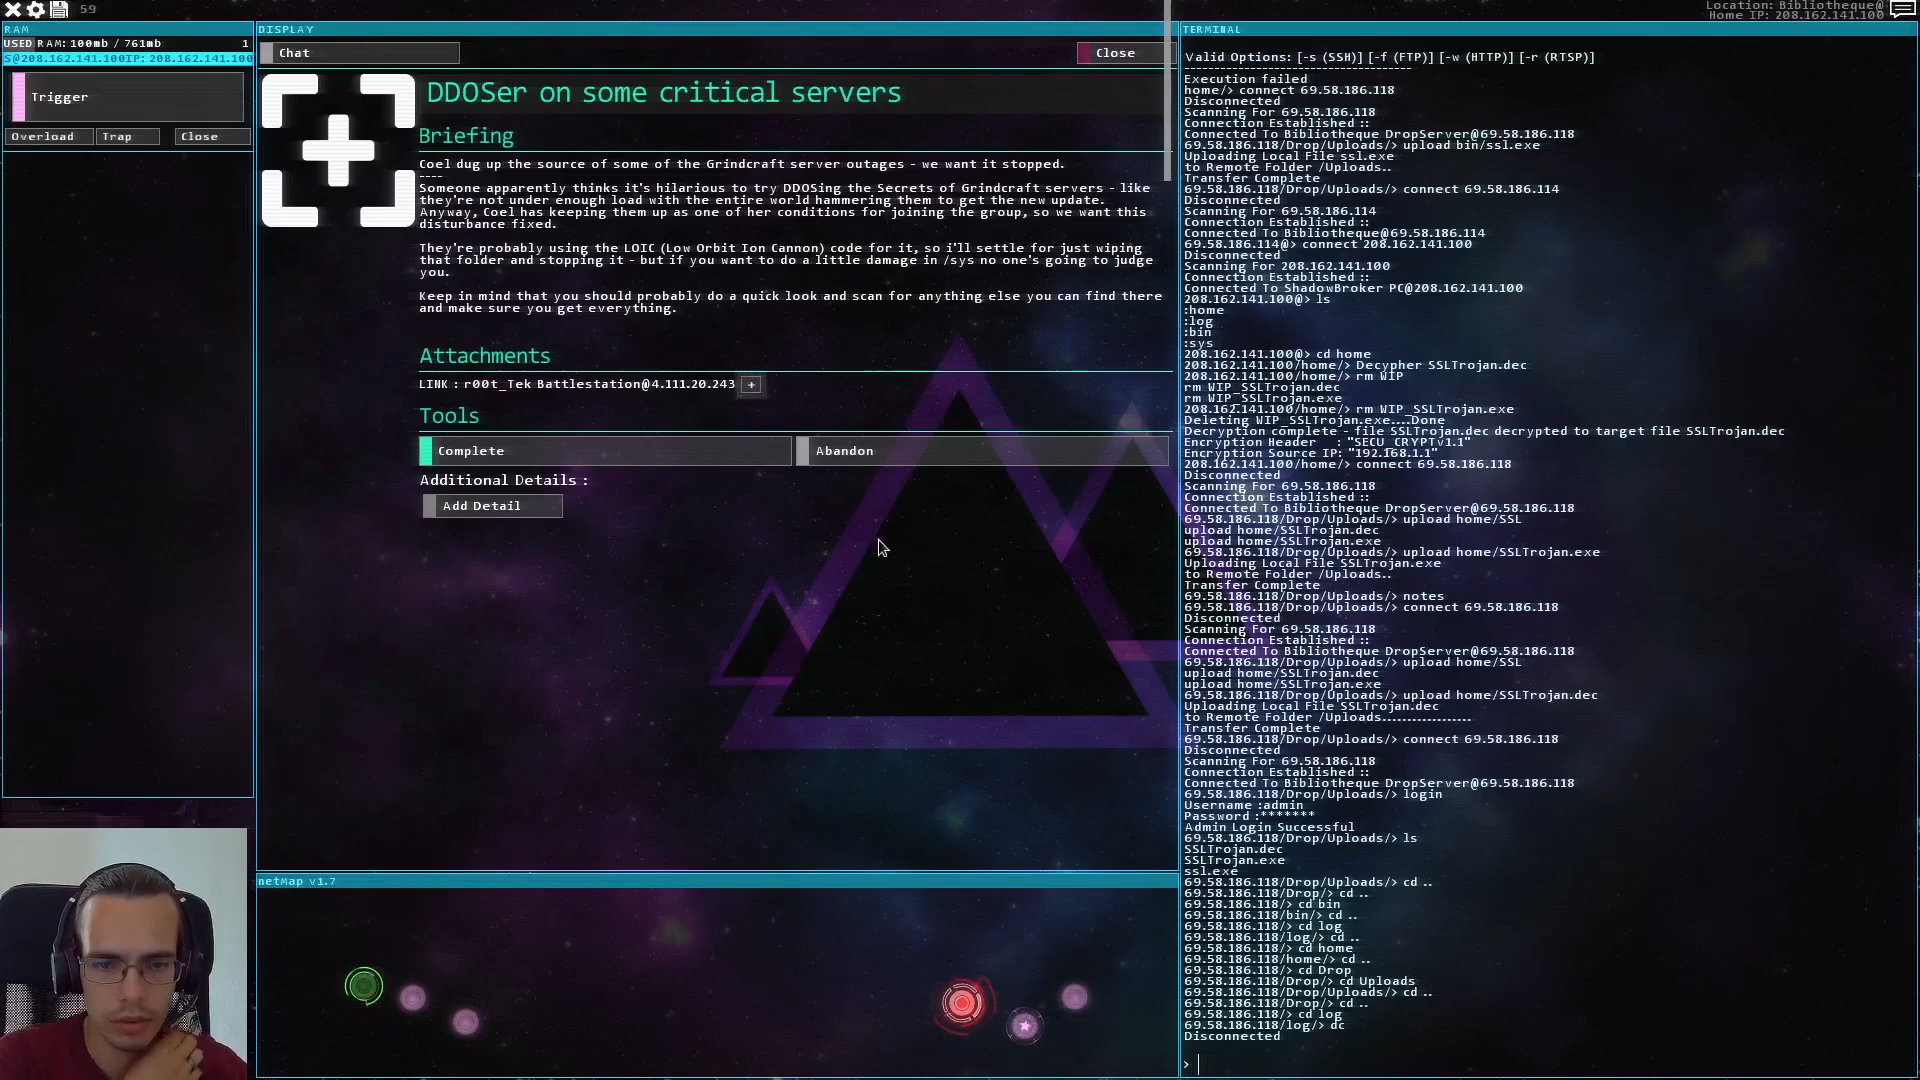 59
Location: Bibliotheque@
Home IP: 208.162.141.100
RAM
USED RAM: 100mb / 761mb 1
S@208.162.141.100IP: 208.162.141.100
Trigger
Overload Trap Close
DISPLAY
Chat
Close
DDOSer on some critical servers
Briefing
Coel dug up the source of some of the Grindcraft server outages - we want it stopped.
----
Someone apparently thinks it's hilarious to try DDOSing the Secrets of Grindcraft servers - like
they're not under enough load with the entire world hammering them to get the new update.
Anyway, Coel has keeping them up as one of her conditions for joining the group, so we want this
disturbance fixed.
They're probably using the LOIC (Low Orbit Ion Cannon) code for it, so i'll settle for just wiping
that folder and stopping it - but if you want to do a little damage in /sys no one's going to judge
you.
Keep in mind that you should probably do a quick look and scan for anything else you can find there
and make sure you get everything.
Attachments
LINK : r00t_Tek Battlestation@4.111.20.243 +
Tools
Complete
Abandon
Additional Details :
Add Detail
netMap v1.7
TERMINAL
Valid Options: [-s (SSH)] [-f (FTP)] [-w (HTTP)] [-r (RTSP)]
--------------------------------------
Execution failed
home/> connect 69.58.186.118
Disconnected
Scanning For 69.58.186.118
Connection Established ::
Connected To Bibliotheque DropServer@69.58.186.118
69.58.186.118/Drop/Uploads/> upload bin/ssl.exe
Uploading Local File ssl.exe
to Remote Folder /Uploads..
Transfer Complete
69.58.186.118/Drop/Uploads/> connect 69.58.186.114
Disconnected
Scanning For 69.58.186.114
Connection Established ::
Connected To Bibliotheque@69.58.186.114
69.58.186.114@> connect 208.162.141.100
Disconnected
Scanning For 208.162.141.100
Connection Established ::
Connected To ShadowBroker PC@208.162.141.100
208.162.141.100@> ls
:home
:log
:bin
:sys
208.162.141.100@> cd home
208.162.141.100/home/> Decypher SSLTrojan.dec
208.162.141.100/home/> rm WIP
rm WIP_SSLTrojan.dec
rm WIP_SSLTrojan.exe
208.162.141.100/home/> rm WIP_SSLTrojan.exe
Deleting WIP_SSLTrojan.exe....Done
Decryption complete - file SSLTrojan.dec decrypted to target file SSLTrojan.dec
Encryption Header   : "SECU_CRYPTv1.1"
Encryption Source IP: "192.168.1.1"
208.162.141.100/home/> connect 69.58.186.118
Disconnected
Scanning For 69.58.186.118
Connection Established ::
Connected To Bibliotheque DropServer@69.58.186.118
69.58.186.118/Drop/Uploads/> upload home/SSL
upload home/SSLTrojan.dec
upload home/SSLTrojan.exe
69.58.186.118/Drop/Uploads/> upload home/SSLTrojan.exe
Uploading Local File SSLTrojan.exe
to Remote Folder /Uploads..
Transfer Complete
69.58.186.118/Drop/Uploads/> notes
69.58.186.118/Drop/Uploads/> connect 69.58.186.118
Disconnected
Scanning For 69.58.186.118
Connection Established ::
Connected To Bibliotheque DropServer@69.58.186.118
69.58.186.118/Drop/Uploads/> upload home/SSL
upload home/SSLTrojan.dec
upload home/SSLTrojan.exe
69.58.186.118/Drop/Uploads/> upload home/SSLTrojan.dec
Uploading Local File SSLTrojan.dec
to Remote Folder /Uploads...................
Transfer Complete
69.58.186.118/Drop/Uploads/> connect 69.58.186.118
Disconnected
Scanning For 69.58.186.118
Connection Established ::
Connected To Bibliotheque DropServer@69.58.186.118
69.58.186.118/Drop/Uploads/> login
Username :admin
Password :*******
Admin Login Successful
69.58.186.118/Drop/Uploads/> ls
SSLTrojan.dec
SSLTrojan.exe
ssl.exe
69.58.186.118/Drop/Uploads/> cd ..
69.58.186.118/Drop/> cd ..
69.58.186.118/> cd bin
69.58.186.118/bin/> cd ..
69.58.186.118/> cd log
69.58.186.118/log/> cd ..
69.58.186.118/> cd home
69.58.186.118/home/> cd ..
69.58.186.118/> cd Drop
69.58.186.118/Drop/> cd Uploads
69.58.186.118/Drop/Uploads/> cd ..
69.58.186.118/Drop/> cd ..
69.58.186.118/> cd log
69.58.186.118/log/> dc
Disconnected
>